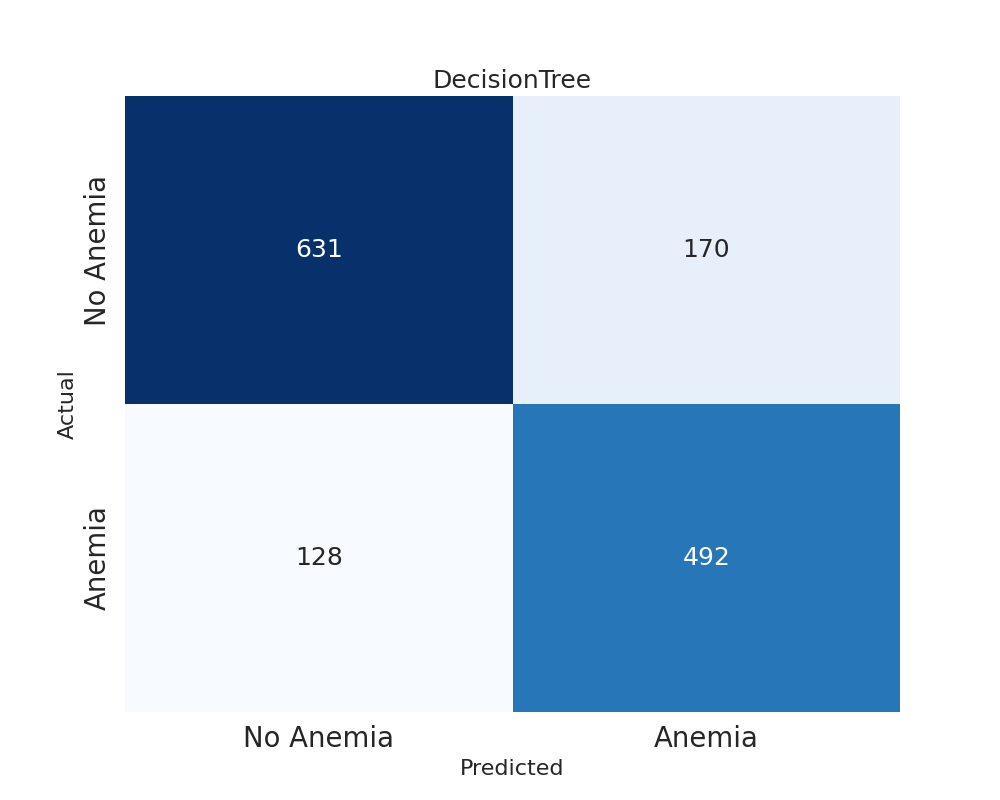 DecisionTree
Actual
No Anemia
631
170
Anemia
128
492
No Anemia
Anemia
Predicted